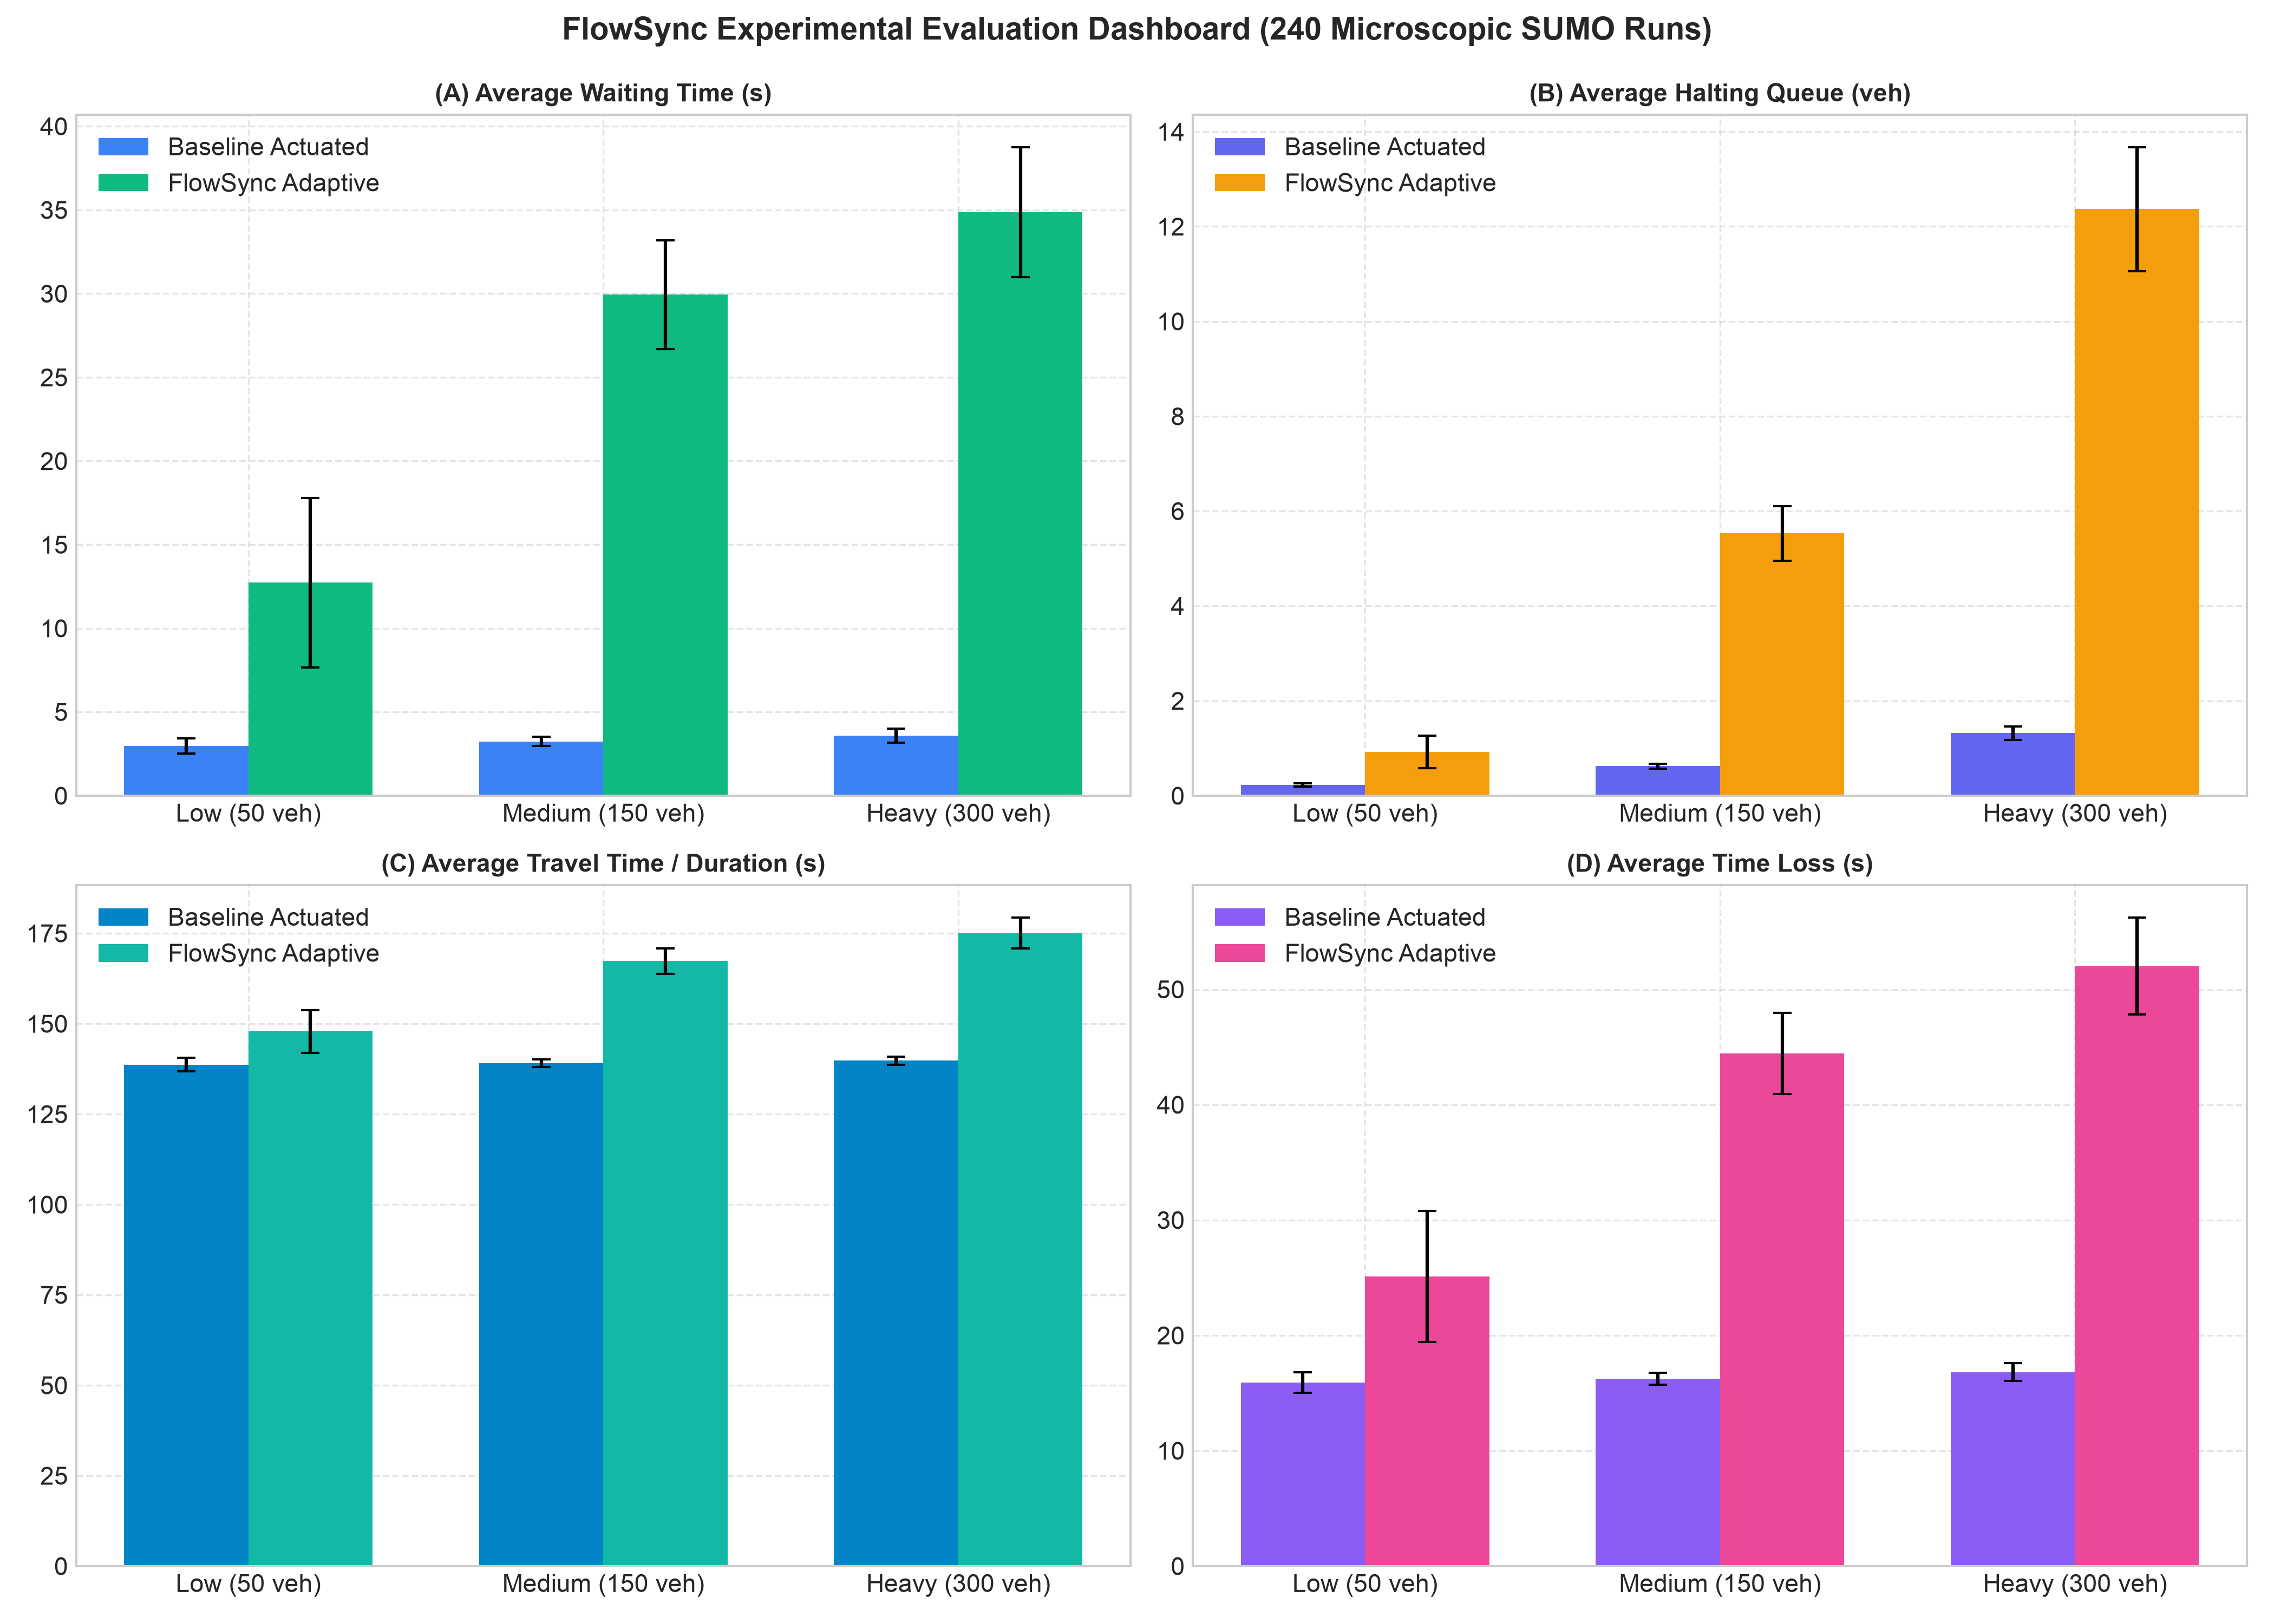 FlowSync Experimental Evaluation Dashboard (240 Microscopic SUMO Runs)
(A) Average Waiting Time (s)
40
35
30
25
20
15
10
5
0
Baseline Actuated
FlowSync Adaptive
Low (50 veh)
Medium (150 veh)
Heavy (300 veh)
(B) Average Halting Queue (veh)
14
12
10
8
6
4
2
0
Baseline Actuated
FlowSync Adaptive
Low (50 veh)
Medium (150 veh)
Heavy (300 veh)
(C) Average Travel Time / Duration (s)
175
150
125
100
75
50
25
0
Baseline Actuated
FlowSync Adaptive
Low (50 veh)
Medium (150 veh)
Heavy (300 veh)
(D) Average Time Loss (s)
50
40
30
20
10
0
Baseline Actuated
FlowSync Adaptive
Low (50 veh)
Medium (150 veh)
Heavy (300 veh)